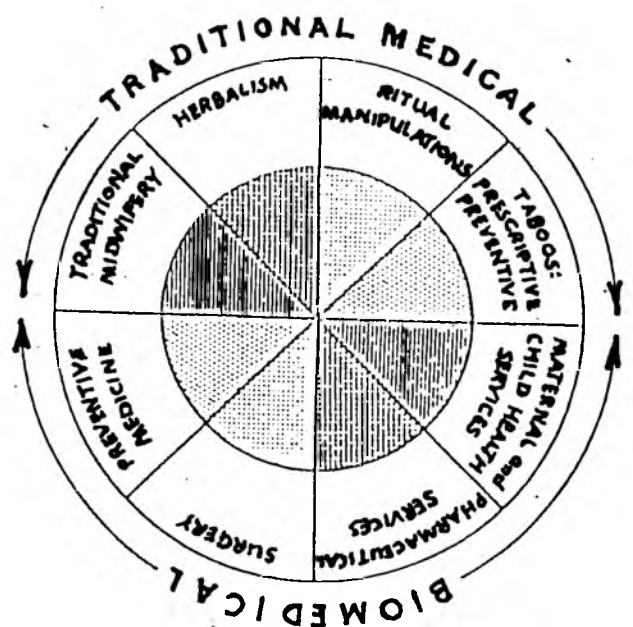 TRADITIONAL MEDICAL
HERBALISM
RITUAL
MANIPULATIONS
TABOOS:
PRESCRIPTIVE
PREVENTIVE
MATERNAL and
CHILD HEALTH
SERVICES
PHARMACEUTICAL
SERVICES
SURGERY
PREVENTIVE
MEDICINE
TRADITIONAL
MIDWIFERY
BIOMEDICAL